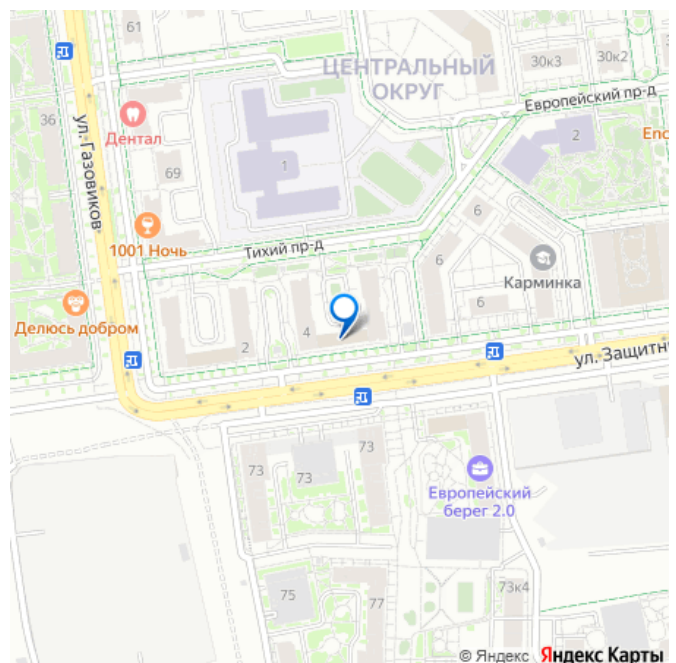 61
30к3
30к2
ЦЕНТРАЛЬНЫЙ
ОКРУГ
Европейский пр-д
36
Дентал
2
Enc
ул. Газовиков
69
1
6
1001 Ночь
Тихий пр-д
6
Карминка
6
Делюсь добром
2
4
ул. Защитн
73
73
73
Европейский
берег 2.0
75
77
73к4
© Яндекс Яндекс Карты